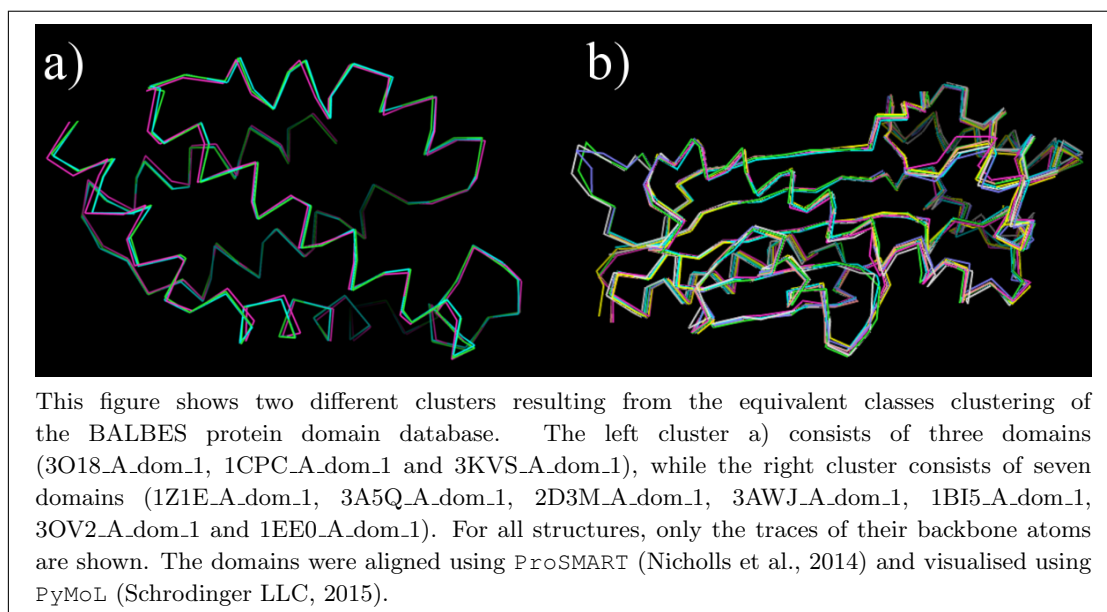 a)
b)
This figure shows two different clusters resulting from the equivalent classes clustering of
the BALBES protein domain database. The left cluster a) consists of three domains
(3O18_A_dom_1, 1CPC_A_dom_1 and 3KVS_A_dom_1), while the right cluster consists of seven
domains (1Z1E_A_dom_1, 3A5Q_A_dom_1, 2D3M_A_dom_1, 3AWJ_A_dom_1, 1BI5_A_dom_1,
3OV2_A_dom_1 and 1EE0_A_dom_1). For all structures, only the traces of their backbone atoms
are shown. The domains were aligned using ProSMART (Nicholls et al., 2014) and visualised using
PyMoL (Schrodinger LLC, 2015).